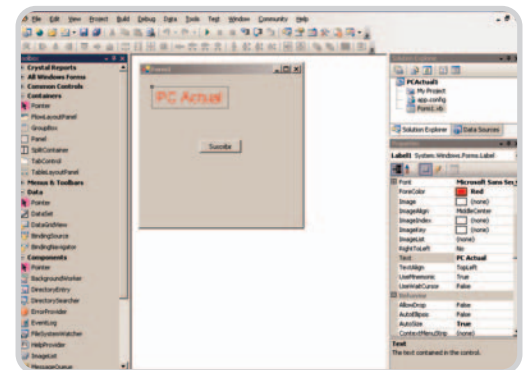 File Edit View Project Build Debug Data Tools Test Window Community Help
Crystal Reports
All Windows Forms
Common Controls
Containers
Pointer
FlowLayoutPanel
GroupBox
Panel
SplitContainer
TabControl
TableLayoutPanel
Menus & Toolbars
Data
Pointer
DataSet
DataGridView
BindingSource
BindingNavigator
Components
Pointer
BackgroundWorker
DirectoryEntry
DirectorySearcher
ErrorProvider
EventLog
FileSystemWatcher
HelpProvider
ImageList
MessageQueue
PC Actual
Suscribir
Solution Explorer
PCActual1
My Project
app.config
Form1.vb
Solution Explorer
Data Sources
Properties
Label1 System.Windows.Forms.Label
Font Microsoft Sans Ser
ForeColor Red
Image (none)
ImageAlign MiddleCenter
ImageIndex (none)
ImageKey (none)
ImageList (none)
RightToLeft No
Text PC Actual
TextAlign TopLeft
UseMnemonic True
UseWaitCursor False
Behavior
AllowDrop False
AutoEllipsis False
AutoSize True
ContextMenuStrip (none)
Text
The text contained in the control.